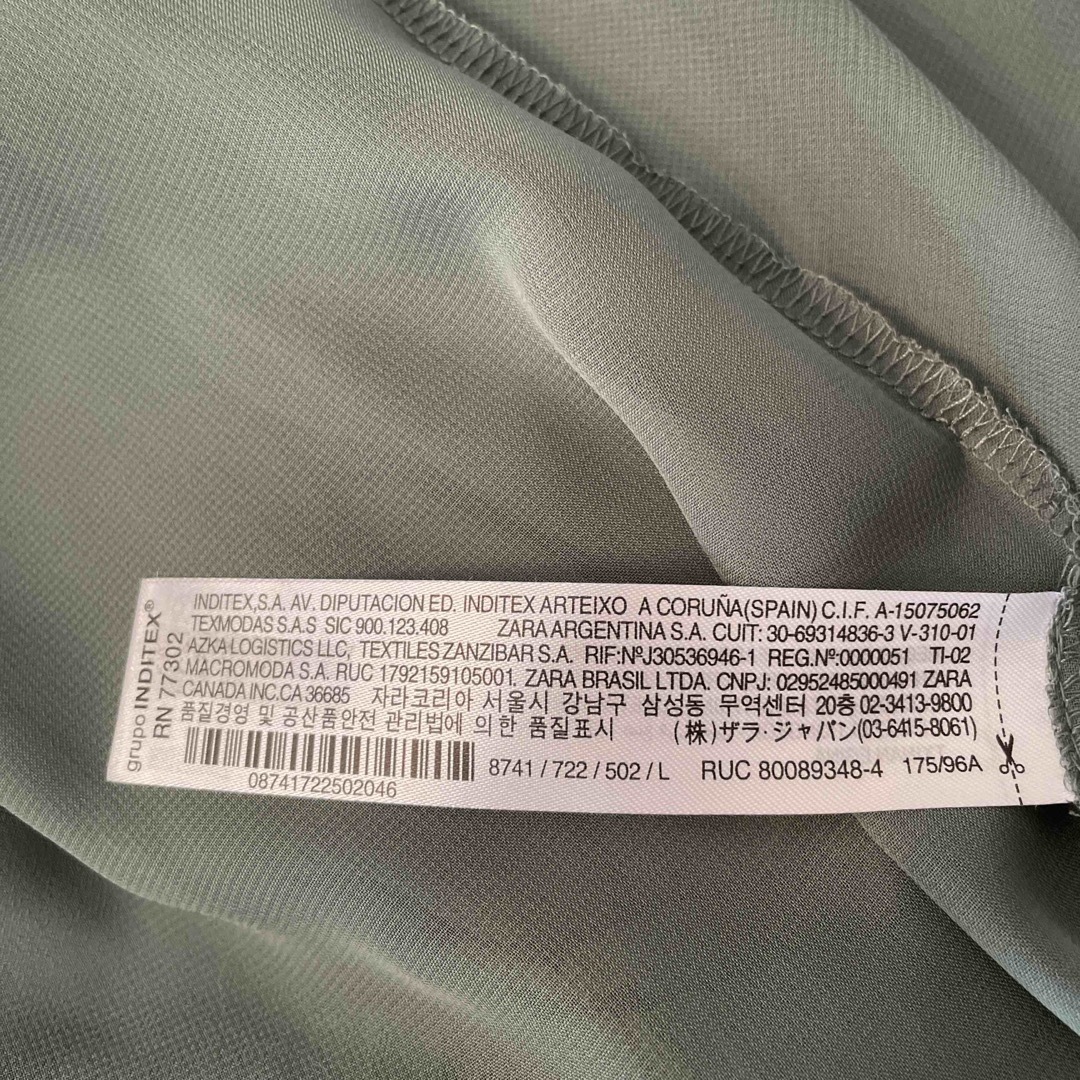 grupo INDITEX®
RN 77302
INDITEX,S.A. AV. DIPUTACION ED. INDITEX ARTEIXO A CORUÑA(SPAIN) C.I.F. A-15075062
TEXMODAS S.A.S SIC 900.123.408 ZARA ARGENTINA S.A. CUIT: 30-69314836-3 V-310-01
AZKA LOGISTICS LLC, TEXTILES ZANZIBAR S.A. RIF:NºJ30536946-1 REG.Nº:0000051 TI-02
MACROMODA S.A. RUC 1792159105001. ZARA BRASIL LTDA. CNPJ: 02952485000491 ZARA
CANADA INC.CA 36685 자라코리아 서울시 강남구 삼성동 무역센터 20층 02-3413-9800
품질경영 및 공산품안전 관리법에 의한 품질표시 (株)ザラ・ジャパン(03-6415-8061)
8741 / 722 / 502 / L RUC 80089348-4 175/96A
08741722502046